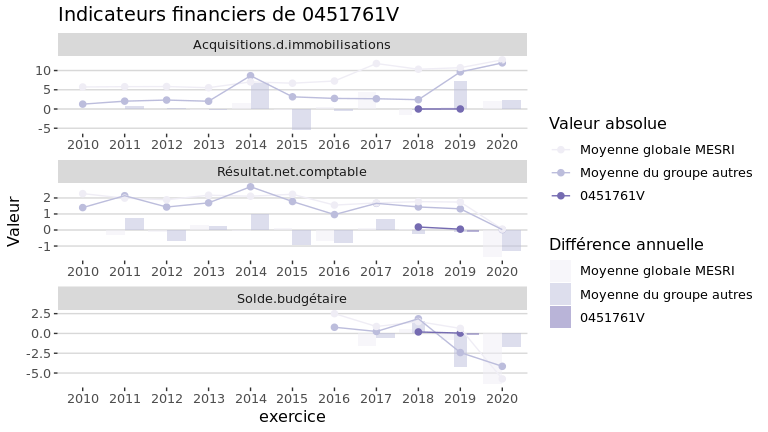 Indicateurs financiers de 0451761V
Acquisitions.d.immobilisations
10
5
0
-5
2010 2011 2012 2013 2014 2015 2016 2017 2018 2019 2020
Résultat.net.comptable
2
1
0
-1
2010 2011 2012 2013 2014 2015 2016 2017 2018 2019 2020
Solde.budgétaire
2.5
0.0
-2.5
-5.0
2010 2011 2012 2013 2014 2015 2016 2017 2018 2019 2020
exercice
Valeur
Valeur absolue
Moyenne globale MESRI
Moyenne du groupe autres
0451761V
Différence annuelle
Moyenne globale MESRI
Moyenne du groupe autres
0451761V